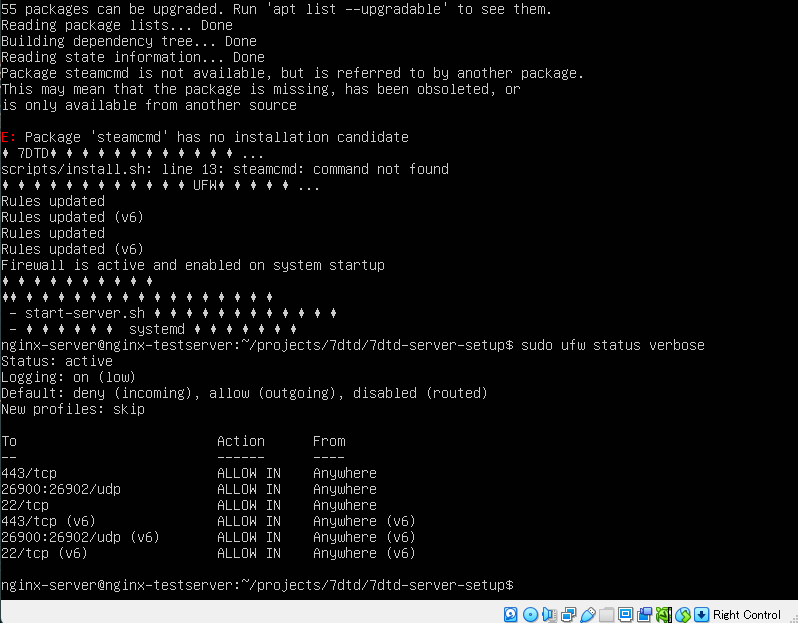 55 packages can be upgraded. Run 'apt list --upgradable' to see them.
Reading package lists... Done
Building dependency tree... Done
Reading state information... Done
Package steamcmd is not available, but is referred to by another package.
This may mean that the package is missing, has been obsoleted, or
is only available from another source
E: Package 'steamcmd' has no installation candidate
♦ 7DTD♦ ♦ ♦ ♦ ♦ ♦ ♦ ♦ ♦ ♦ ♦ ♦ ...
scripts/install.sh: line 13: steamcmd: command not found
♦ ♦ ♦ ♦ ♦ ♦ ♦ ♦ ♦ ♦ ♦ ♦ UFW♦ ♦ ♦ ♦ ♦ ...
Rules updated
Rules updated (v6)
Rules updated
Rules updated (v6)
Firewall is active and enabled on system startup
♦ ♦ ♦ ♦ ♦ ♦ ♦ ♦ ♦ ♦
♦♦ ♦ ♦ ♦ ♦ ♦ ♦ ♦ ♦ ♦ ♦ ♦ ♦ ♦ ♦ ♦ ♦
- start-server.sh ♦ ♦ ♦ ♦ ♦ ♦ ♦ ♦ ♦ ♦ ♦ ♦
- ♦ ♦ ♦ ♦ ♦ ♦ systemd ♦ ♦ ♦ ♦ ♦ ♦ ♦
nginx-server@nginx-testserver:~/projects/7dtd/7dtd-server-setup$ sudo ufw status verbose
Status: active
Logging: on (low)
Default: deny (incoming), allow (outgoing), disabled (routed)
New profiles: skip
To Action From
-- ------ ----
443/tcp ALLOW IN Anywhere
26900:26902/udp ALLOW IN Anywhere
22/tcp ALLOW IN Anywhere
443/tcp (v6) ALLOW IN Anywhere (v6)
26900:26902/udp (v6) ALLOW IN Anywhere (v6)
22/tcp (v6) ALLOW IN Anywhere (v6)
nginx-server@nginx-testserver:~/projects/7dtd/7dtd-server-setup$
Right Control